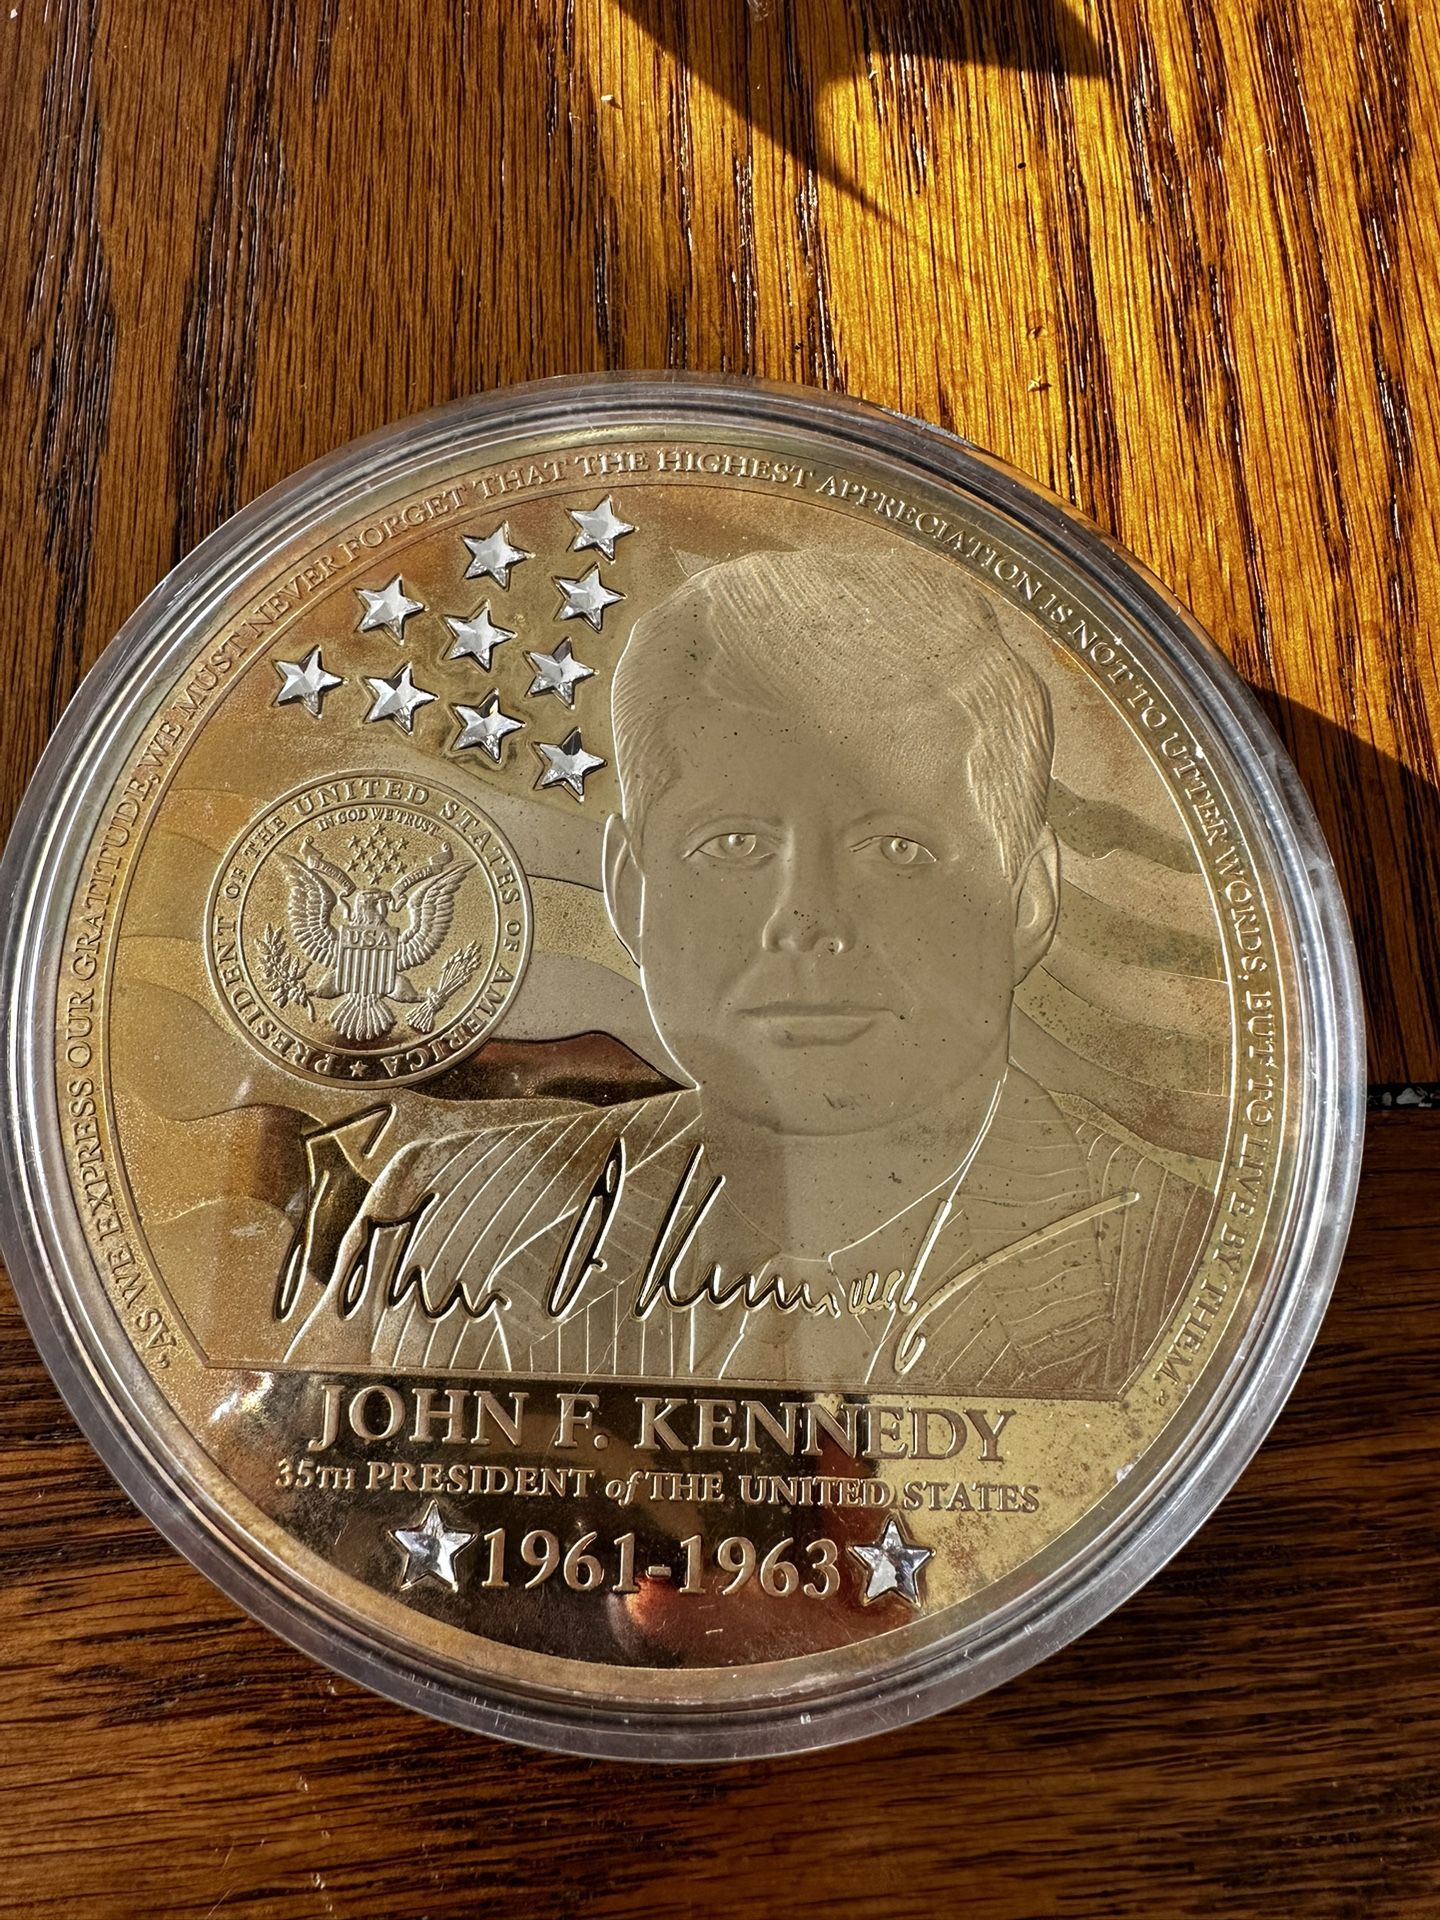 "AS WE EXPRESS OUR GRATITUDE, WE MUST NEVER FORGET THAT THE HIGHEST APPRECIATION IS NOT TO UTTER WORDS, BUT TO LIVE BY THEM."
PRESIDENT OF THE UNITED STATES OF AMERICA
IN GOD WE TRUST
USA
John F Kennedy
JOHN F. KENNEDY
35TH PRESIDENT of THE UNITED STATES
1961-1963